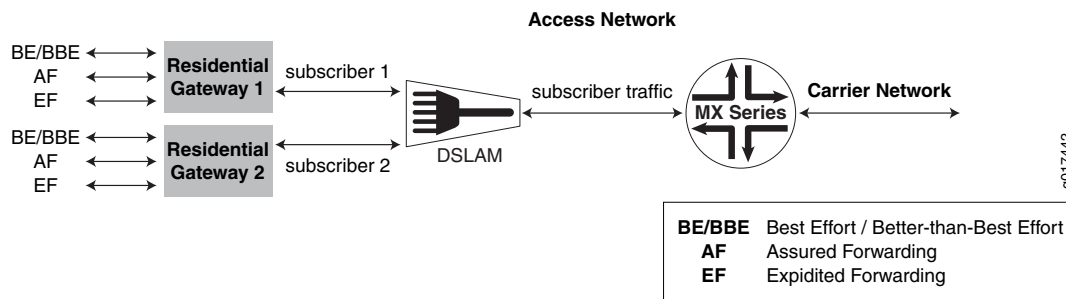 Access Network
BE/BBE
AF
EF
Residential
Gateway 1
subscriber 1
BE/BBE
AF
EF
Residential
Gateway 2
subscriber 2
DSLAM
subscriber traffic
MX Series
Carrier Network
g017443
BE/BBE Best Effort / Better-than-Best Effort
AF Assured Forwarding
EF Expidited Forwarding